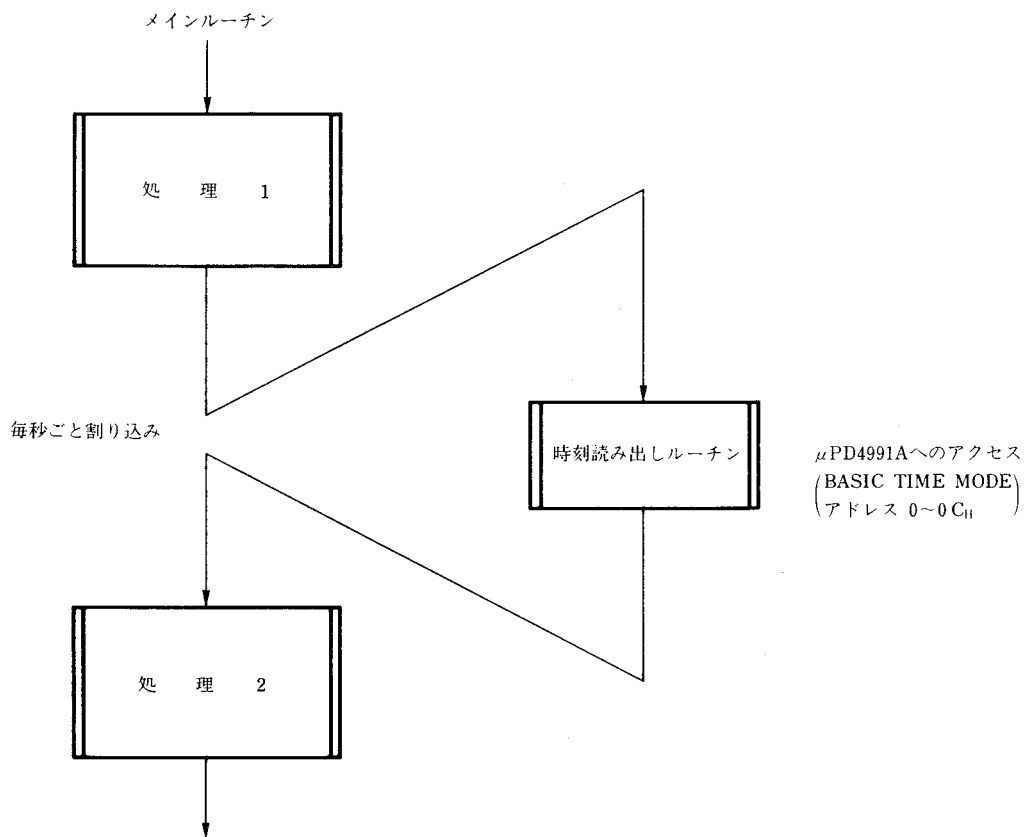 メインルーチン
処 理 1
毎秒ごと割り込み
時刻読み出しルーチン
μPD4991Aへのアクセス
(BASIC TIME MODE
アドレス 0~0CH)
処 理 2